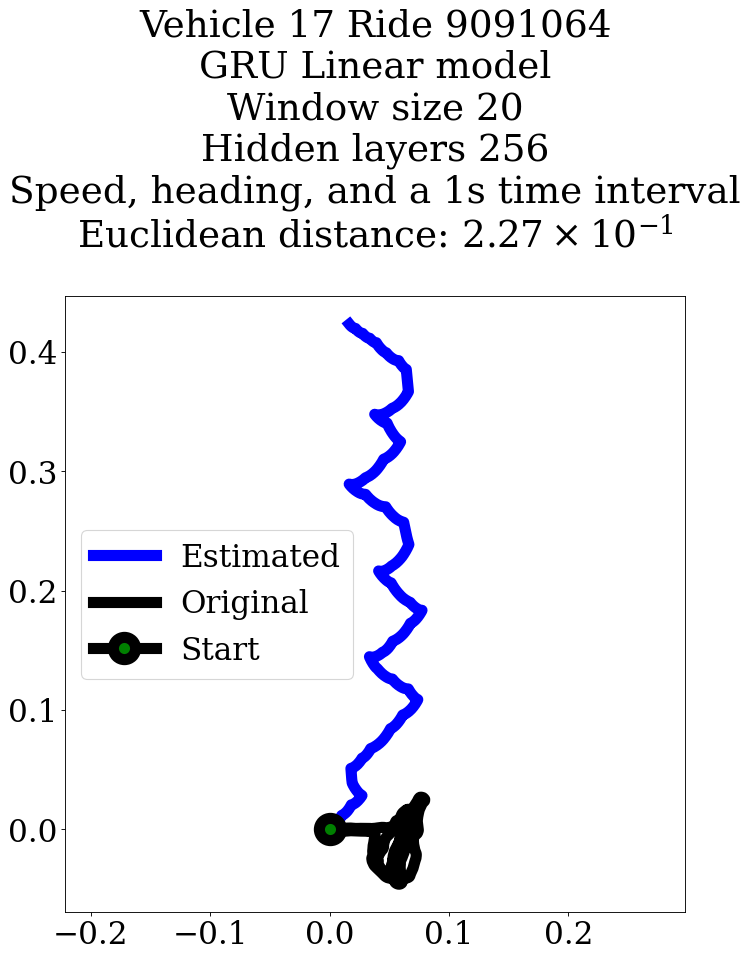 Vehicle 17 Ride 9091064
GRU Linear model
Window size 20
Hidden layers 256
Speed, heading, and a 1s time interval
Euclidean distance: 2.27 × 10⁻¹
0.4
0.3
0.2
0.1
0.0
Estimated
Original
Start
−0.2 −0.1 0.0 0.1 0.2